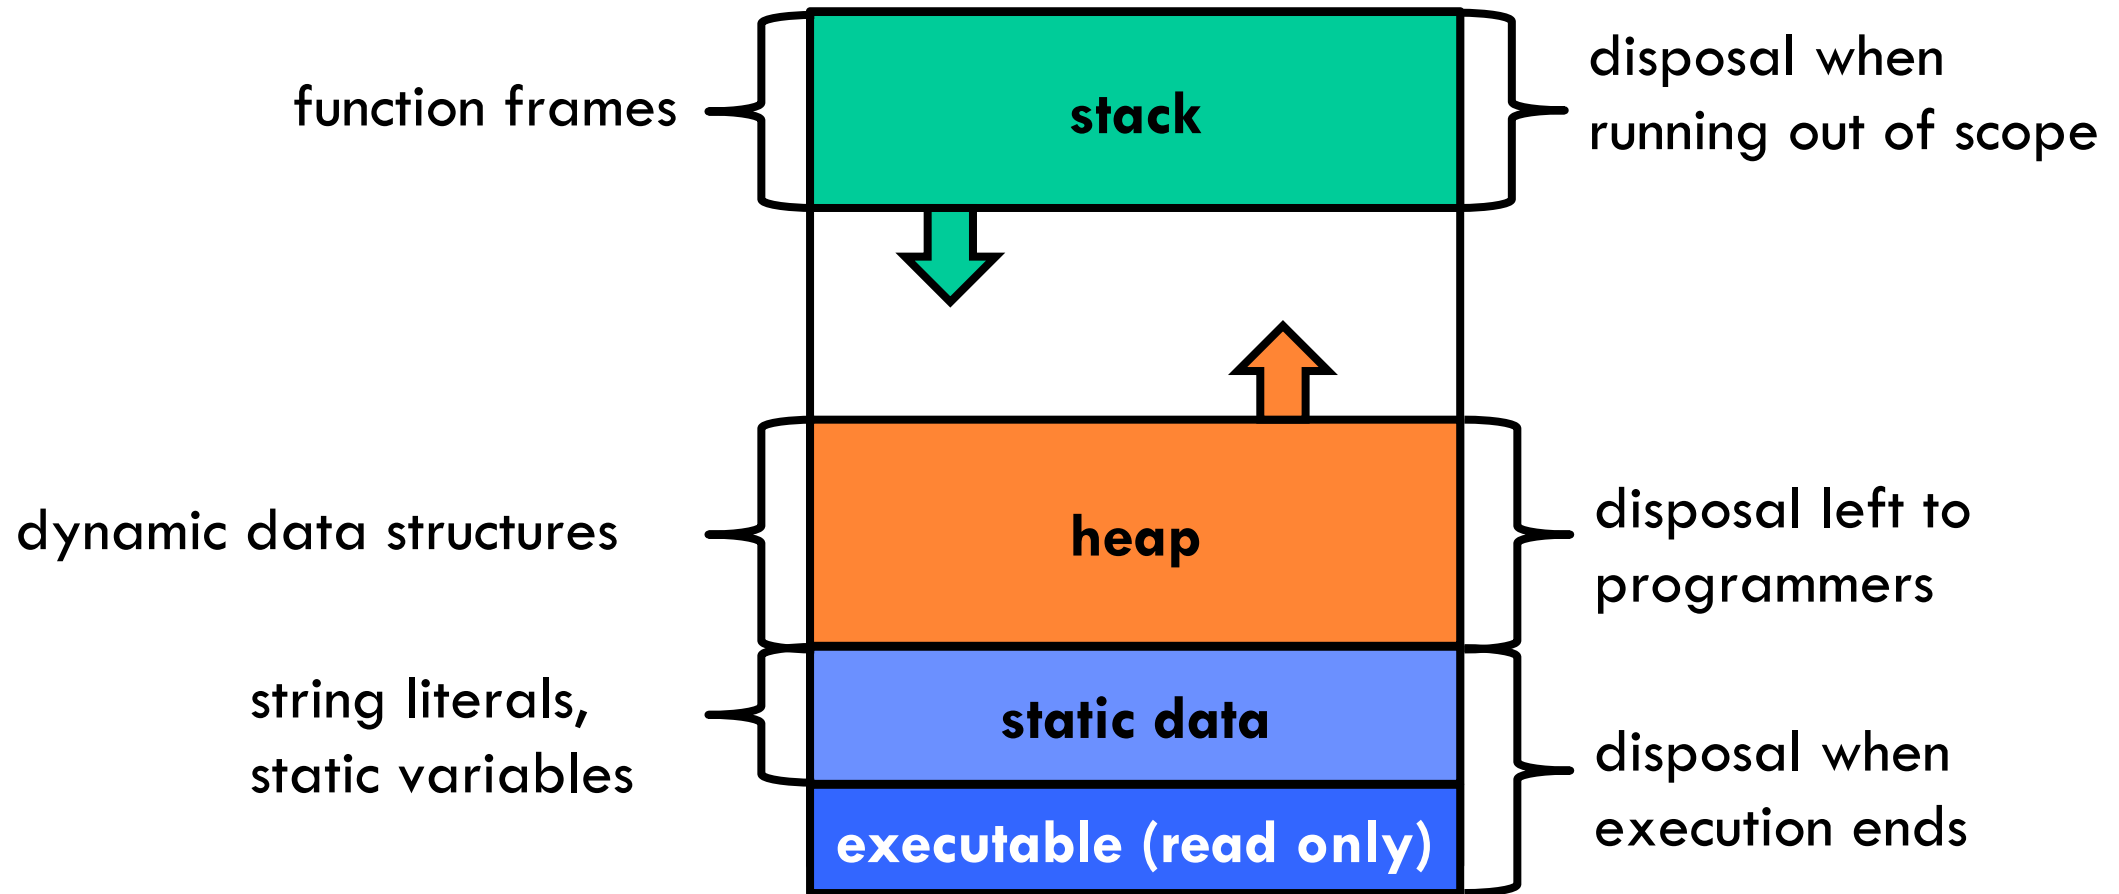 function frames
stack
disposal when
running out of scope
dynamic data structures
heap
disposal left to
programmers
string literals,
static variables
static data
disposal when
execution ends
executable (read only)